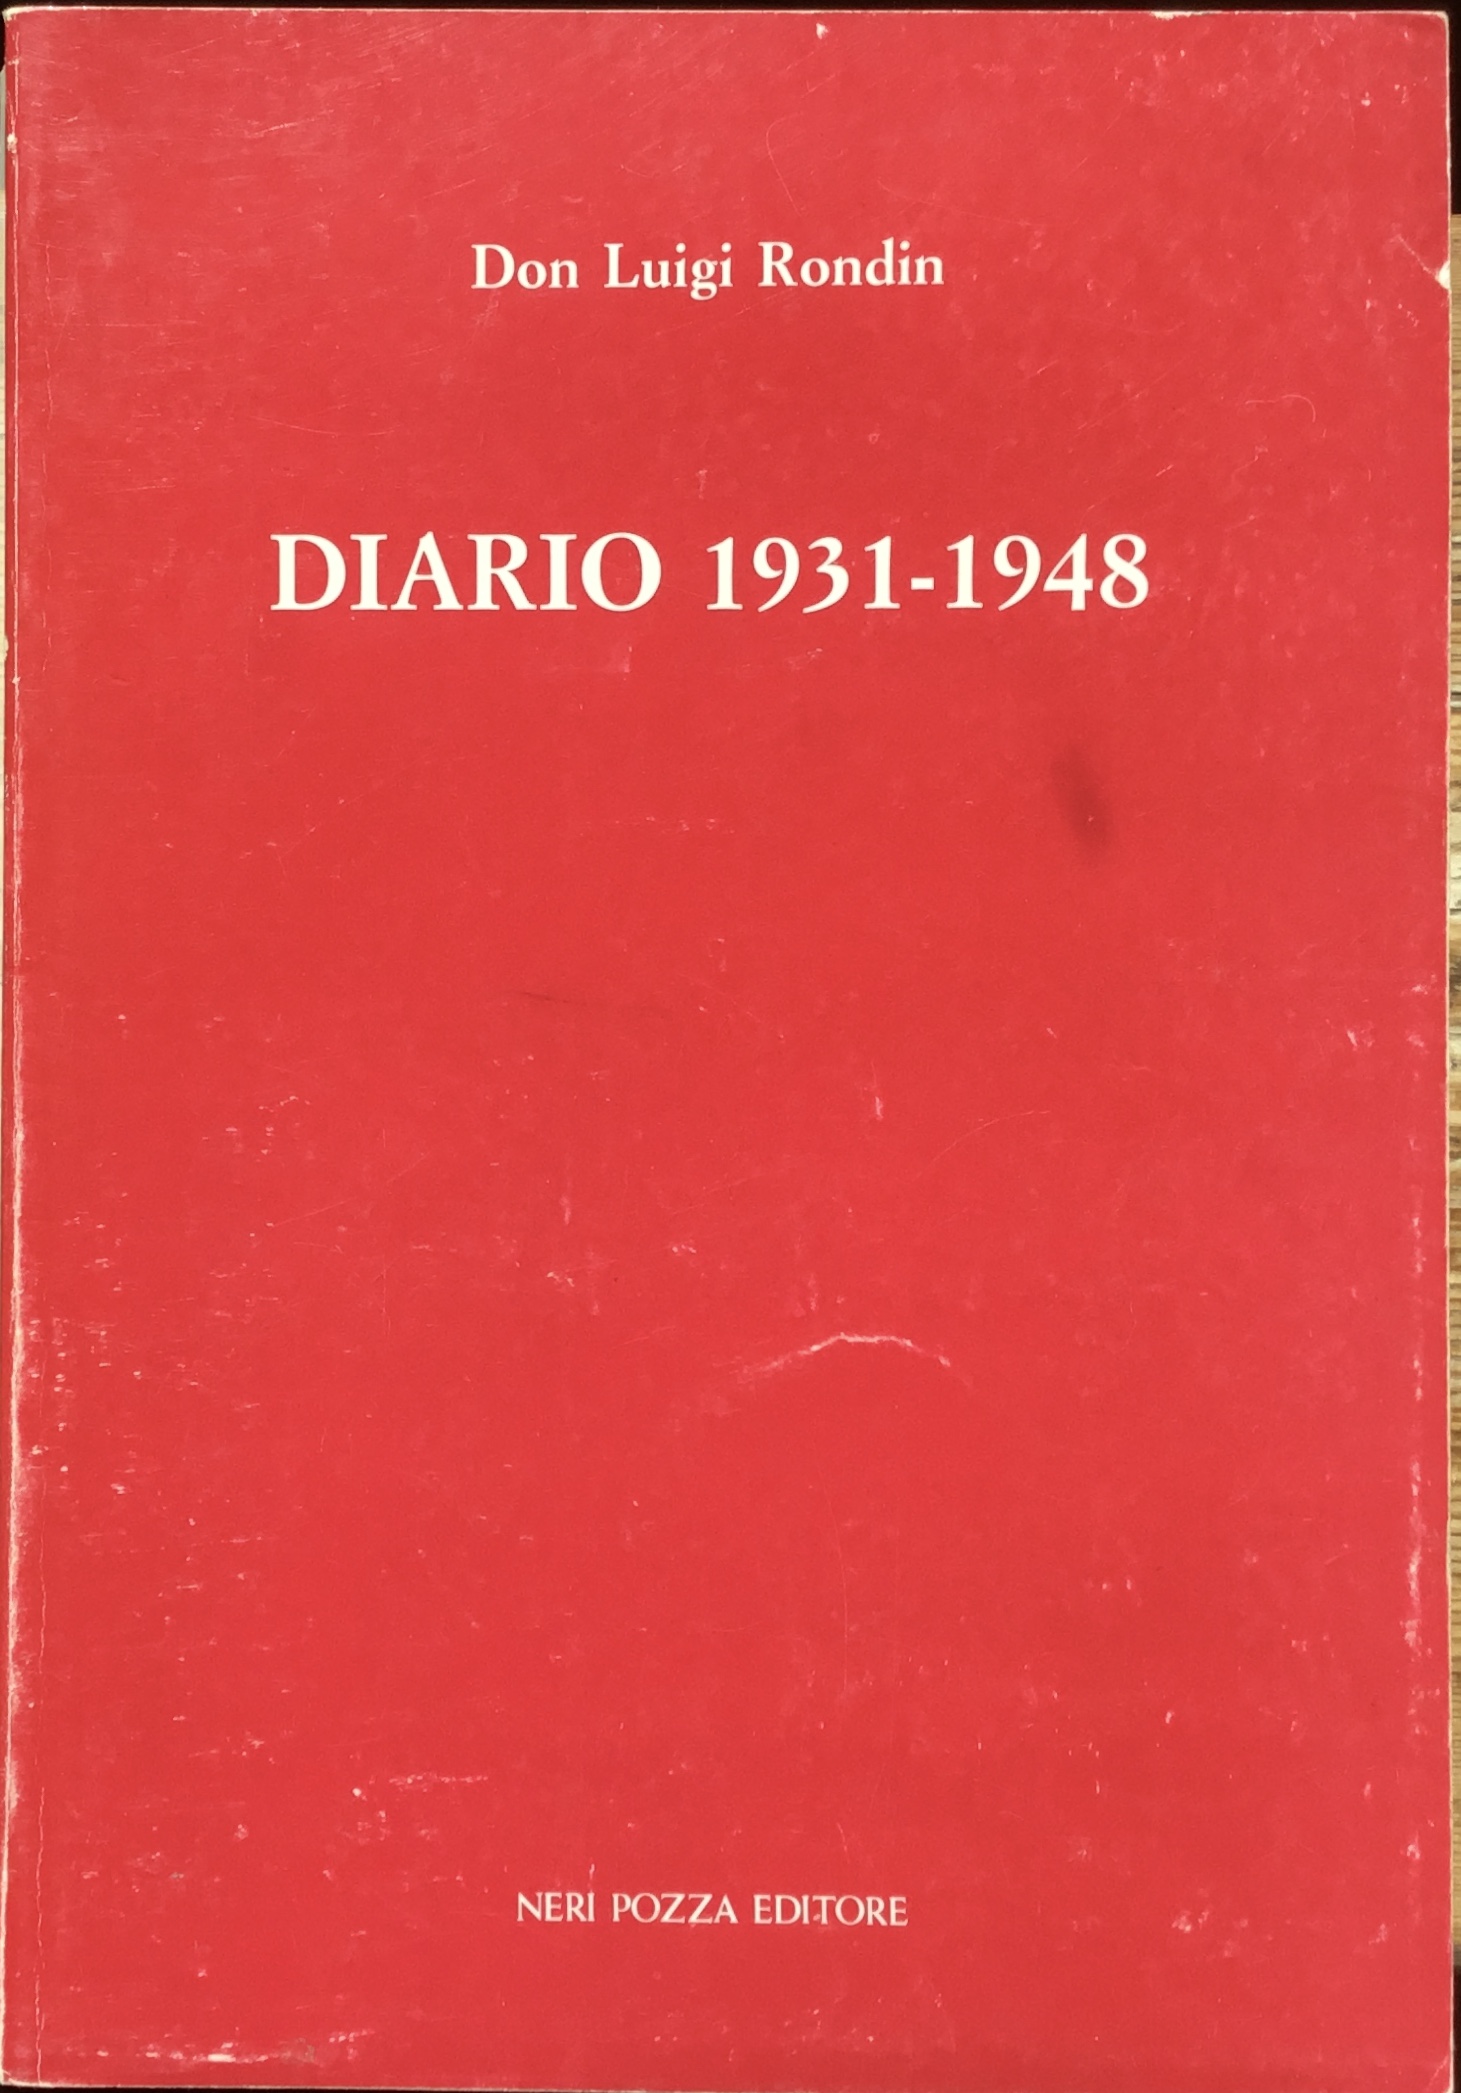 Don Luigi Rondin
DIARIO 1931-1948
NERI POZZA EDITORE